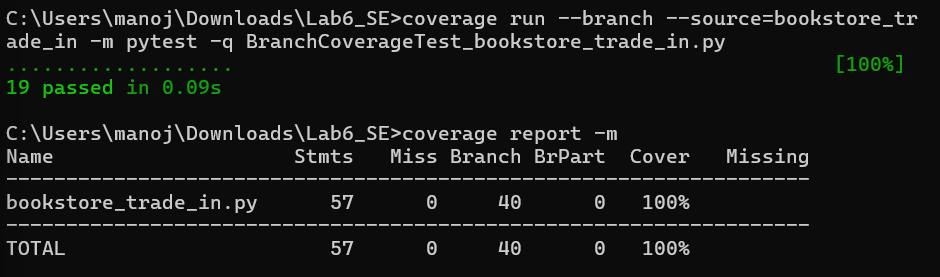 C:\Users\manoj\Downloads\Lab6_SE>coverage run --branch --source=bookstore_tr
ade_in -m pytest -q BranchCoverageTest_bookstore_trade_in.py
................... [100%]
19 passed in 0.09s
C:\Users\manoj\Downloads\Lab6_SE>coverage report -m
Name                    Stmts   Miss Branch BrPart  Cover   Missing
-------------------------------------------------------------------
bookstore_trade_in.py      57      0     40      0   100%
-------------------------------------------------------------------
TOTAL                      57      0     40      0   100%